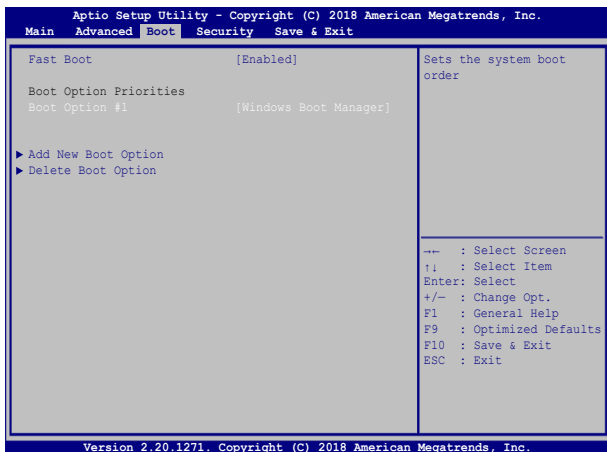 Aptio Setup Utility - Copyright (C) 2018 American Megatrends, Inc.
Main Advanced Boot Security Save & Exit
Fast Boot [Enabled]
Boot Option Priorities
Boot Option #1 [Windows Boot Manager]
▶ Add New Boot Option
▶ Delete Boot Option
Sets the system boot
order
→← : Select Screen
↑↓ : Select Item
Enter: Select
+/— : Change Opt.
F1 : General Help
F9 : Optimized Defaults
F10 : Save & Exit
ESC : Exit
Version 2.20.1271. Copyright (C) 2018 American Megatrends, Inc.